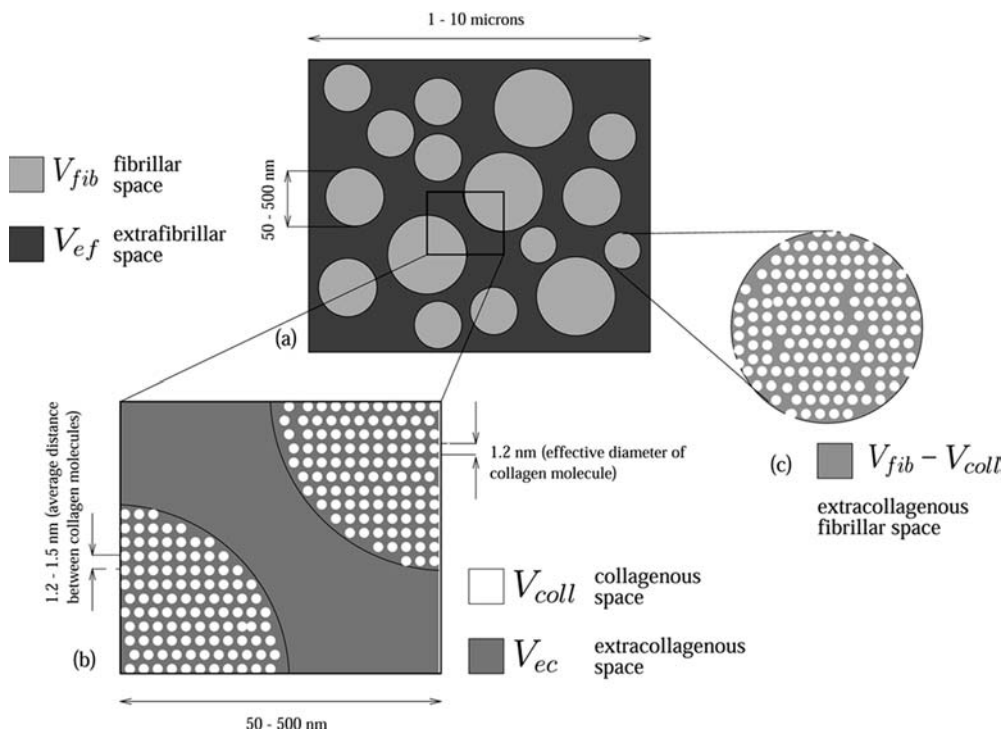 1 - 10 microns
V_fib fibrillar
space
V_ef extrafibrillar
space
50 - 500 nm
(a)
1.2 - 1.5 nm (average distance
between collagen molecules)
1.2 nm (effective diameter of
collagen molecule)
(c)
V_fib − V_coll
extracollagenous
fibrillar space
V_coll collagenous
space
V_ec extracollagenous
space
(b)
50 - 500 nm